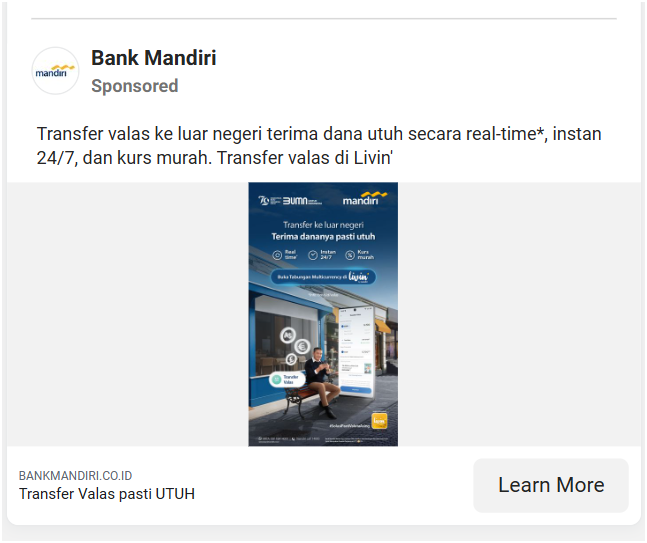 mandiri
Bank Mandiri
Sponsored
Transfer valas ke luar negeri terima dana utuh secara real-time*, instan
24/7, dan kurs murah. Transfer valas di Livin'
BUMN
mandiri
Transfer ke luar negeri
Terima dananya pasti utuh
Real
time*
Instan
24/7
Kurs
murah
Buka Tabungan Multicurrency di livin'
Transfer
Valas
livin'
BANKMANDIRI.CO.ID
Transfer Valas pasti UTUH
Learn More